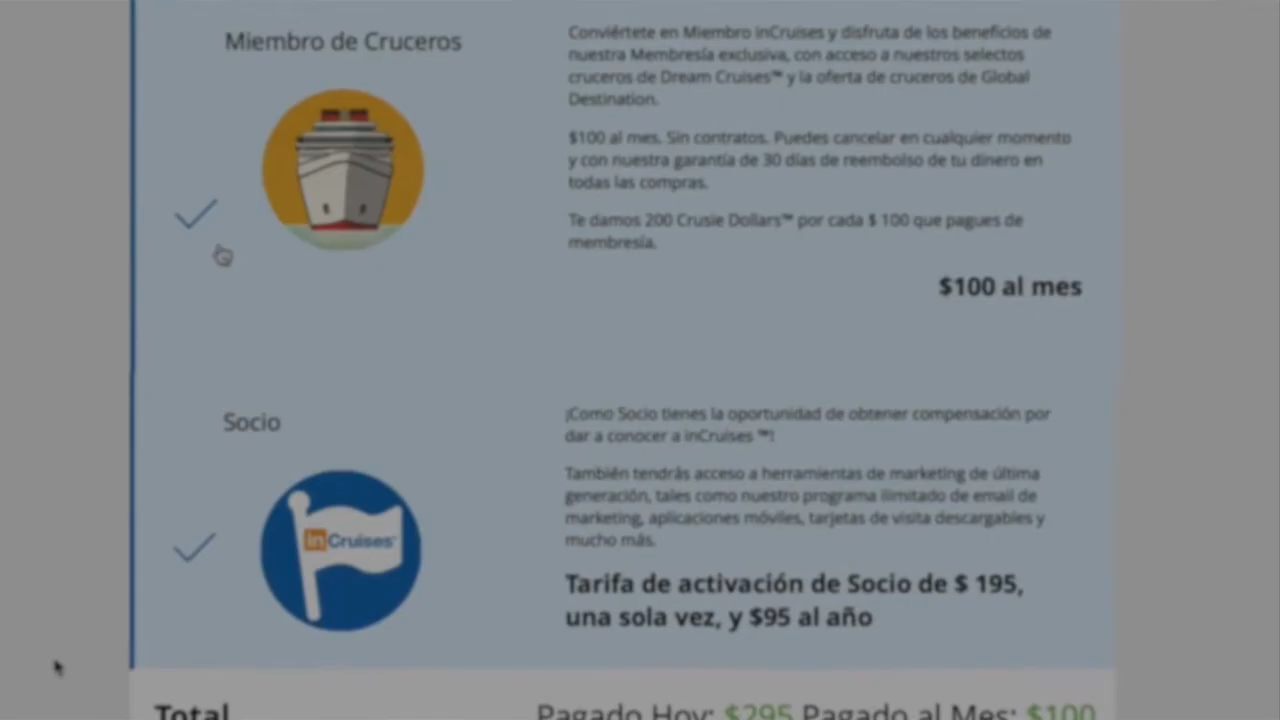 Miembro de Cruceros
Conviértete en Miembro inCruises y disfruta de los beneficios de
nuestra Membresía exclusiva, con acceso a nuestros selectos
cruceros de Dream Cruises™ y la oferta de cruceros de Global
Destination.
$100 al mes. Sin contratos. Puedes cancelar en cualquier momento
y con nuestra garantía de 30 días de reembolso de tu dinero en
todas las compras.
Te damos 200 Crusie Dollars™ por cada $ 100 que pagues de
membresía.
$100 al mes
Socio
¡Como Socio tienes la oportunidad de obtener compensación por
dar a conocer a inCruises ™!
También tendrás acceso a herramientas de marketing de última
generación, tales como nuestro programa ilimitado de email de
marketing, aplicaciones móviles, tarjetas de visita descargables y
mucho más.
inCruises
Tarifa de activación de Socio de $ 195,
una sola vez, y $95 al año
Total Pagado Hoy: $295 Pagado al Mes: $100